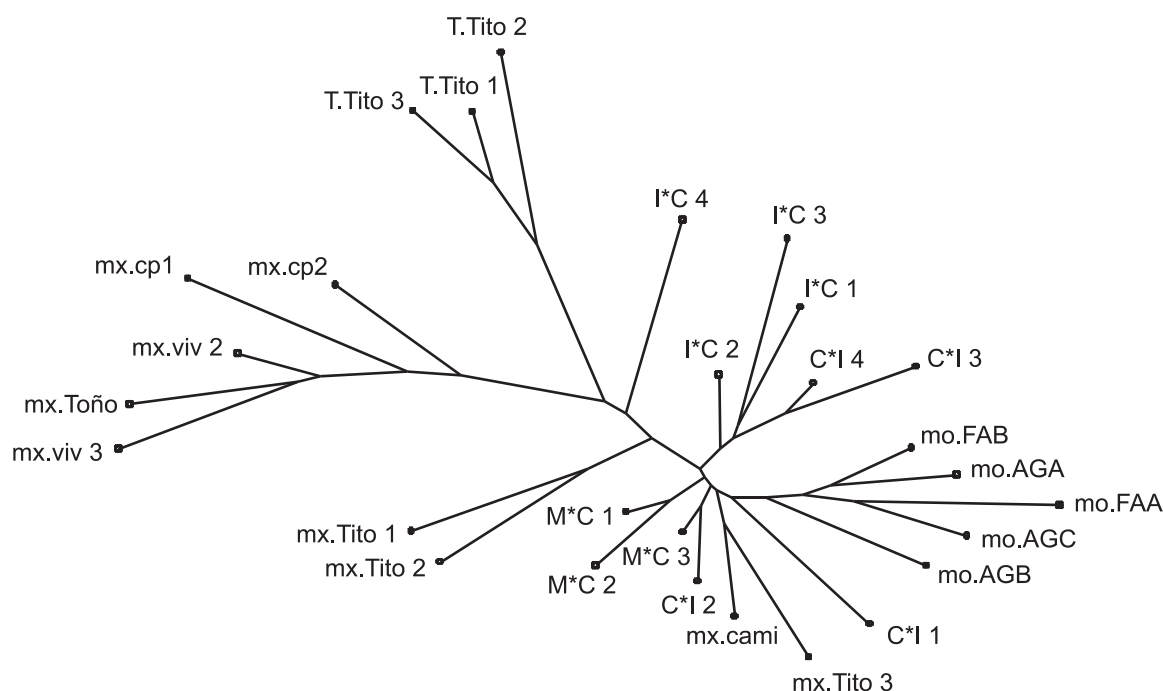 T.Tito 2
T.Tito 1
T.Tito 3
I*C 4
I*C 3
mx.cp1
mx.cp2
I*C 1
mx.viv 2
I*C 2
C*I 4
C*I 3
mx.Toño
mx.viv 3
mo.FAB
mo.AGA
mo.FAA
mx.Tito 1
M*C 1
mo.AGC
mx.Tito 2
M*C 3
mo.AGB
M*C 2
C*I 2
mx.cami
C*I 1
mx.Tito 3